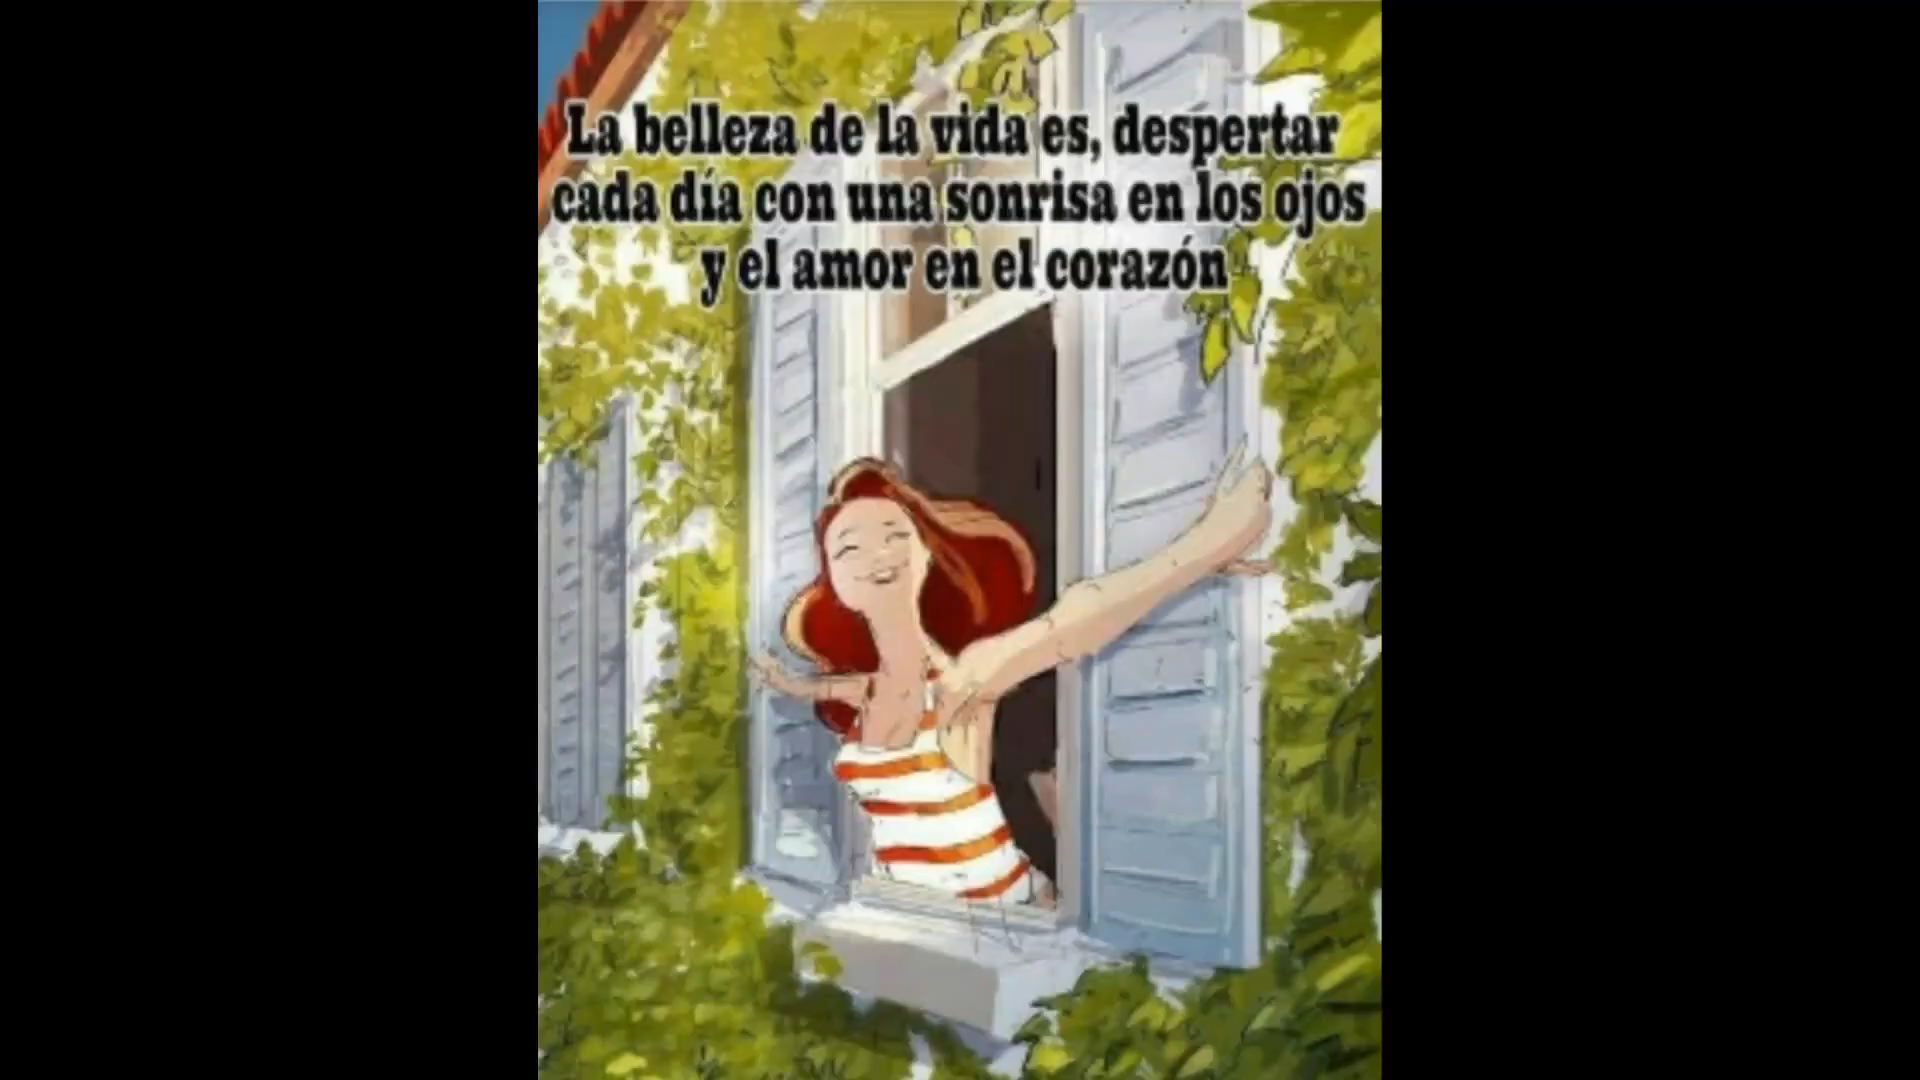 La belleza de la vida es, despertar
cada día con una sonrisa en los ojos
y el amor en el corazón